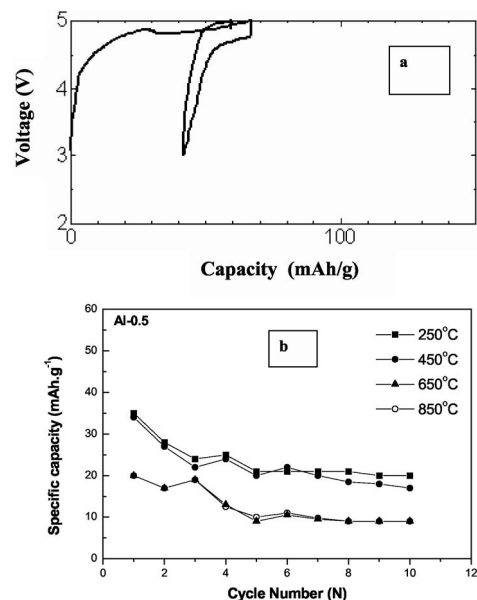 5
a
4
Voltage (V)
3
2
0
100
Capacity (mAh/g)
60
Al-0.5
b
250°C
50
450°C
650°C
40
850°C
Specific capacity (mAh.g⁻¹)
30
20
10
0
0 2 4 6 8 10 12
Cycle Number (N)